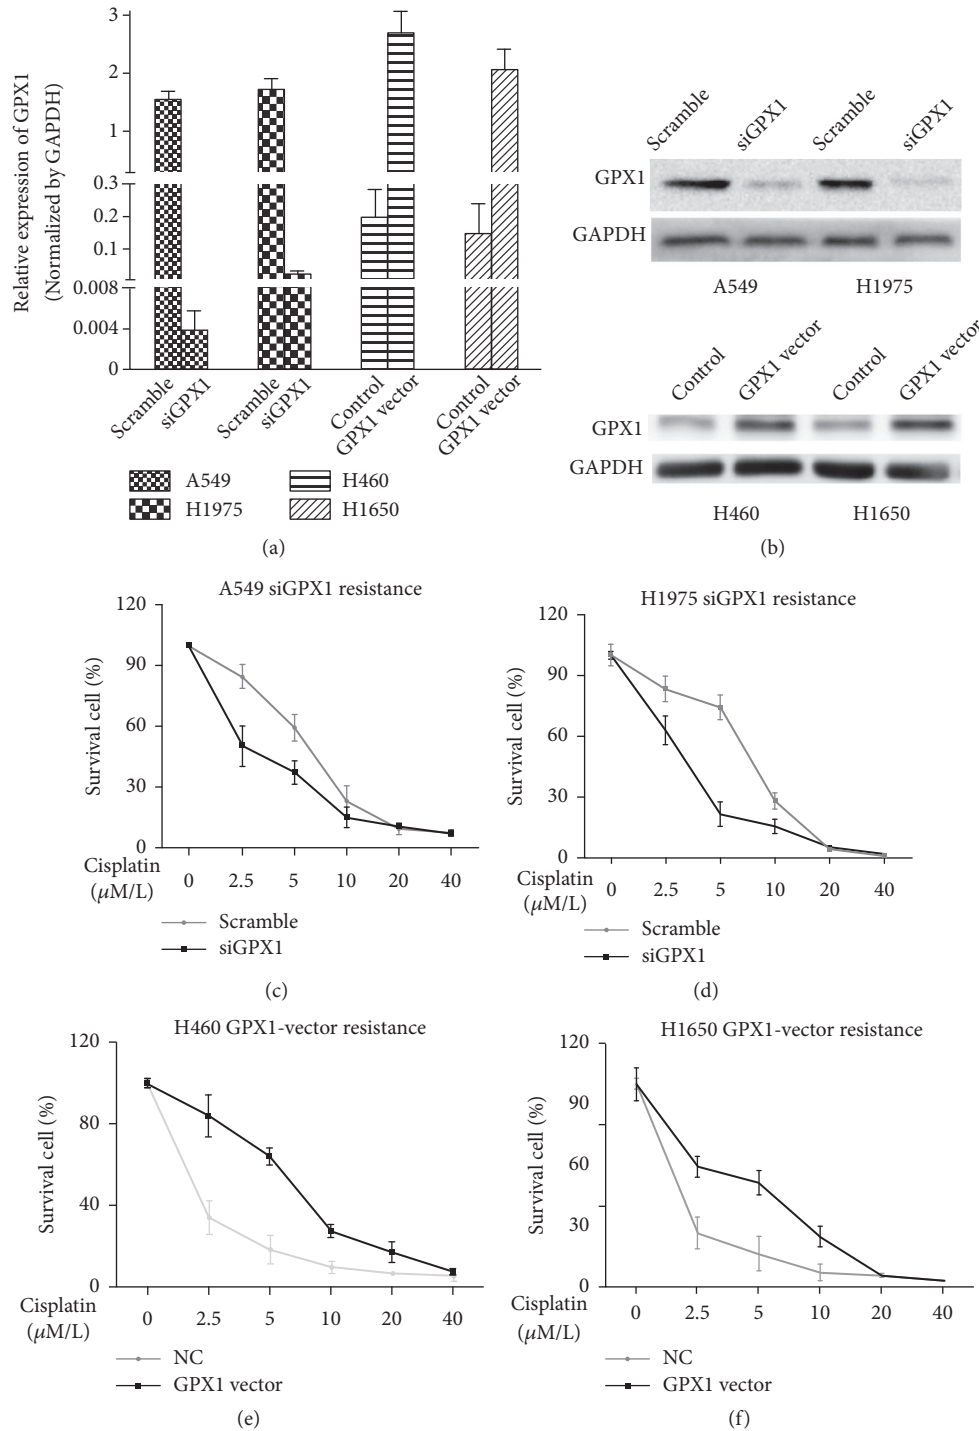 Relative expression of GPX1
(Normalized by GAPDH)
3
2
1
0.3
0.2
0.1
0.008
0.004
0
Scramble
siGPX1
Scramble
siGPX1
Control
GPX1 vector
Control
GPX1 vector
A549
H460
H1975
H1650
(a)
Scramble
siGPX1
Scramble
siGPX1
GPX1
GAPDH
A549
H1975
Control
GPX1 vector
Control
GPX1 vector
GPX1
GAPDH
H460
H1650
(b)
A549 siGPX1 resistance
Survival cell (%)
120
90
60
30
0
Cisplatin
(μM/L)
0 2.5 5 10 20 40
Scramble
siGPX1
(c)
H1975 siGPX1 resistance
Survival cell (%)
120
90
60
30
0
Cisplatin
(μM/L)
0 2.5 5 10 20 40
Scramble
siGPX1
(d)
H460 GPX1-vector resistance
Survival cell (%)
120
80
40
0
Cisplatin
(μM/L)
0 2.5 5 10 20 40
NC
GPX1 vector
(e)
H1650 GPX1-vector resistance
Survival cell (%)
120
90
60
30
0
Cisplatin
(μM/L)
0 2.5 5 10 20 40
NC
GPX1 vector
(f)